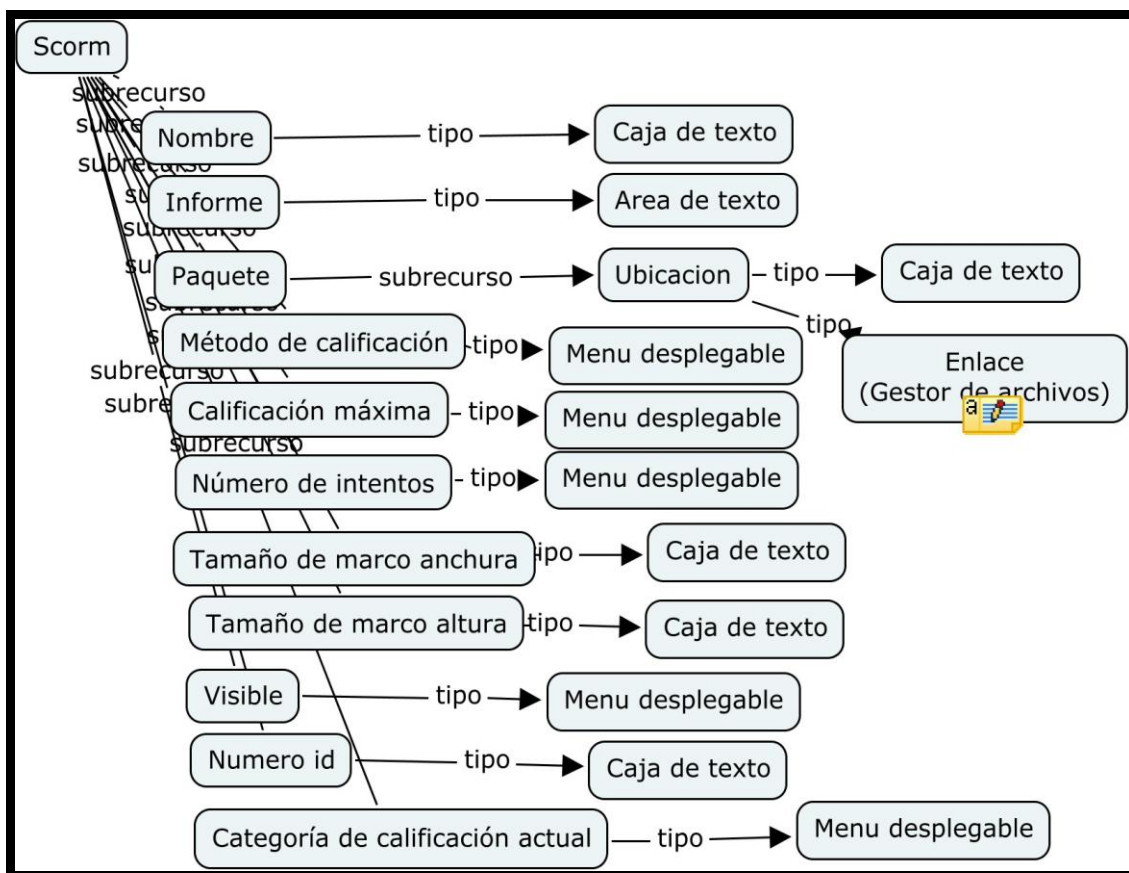 Scorm
subrecurso
Nombre tipo Caja de texto
subrecurso
Informe tipo Area de texto
subrecurso
Paquete subrecurso Ubicacion tipo Caja de texto
tipo
Método de calificación tipo Menu desplegable
Enlace
(Gestor de archivos)
a
subrecurso
Calificación máxima tipo Menu desplegable
subrecurso
Número de intentos tipo Menu desplegable
Tamaño de marco anchura tipo Caja de texto
Tamaño de marco altura tipo Caja de texto
Visible tipo Menu desplegable
Numero id tipo Caja de texto
Categoría de calificación actual tipo Menu desplegable